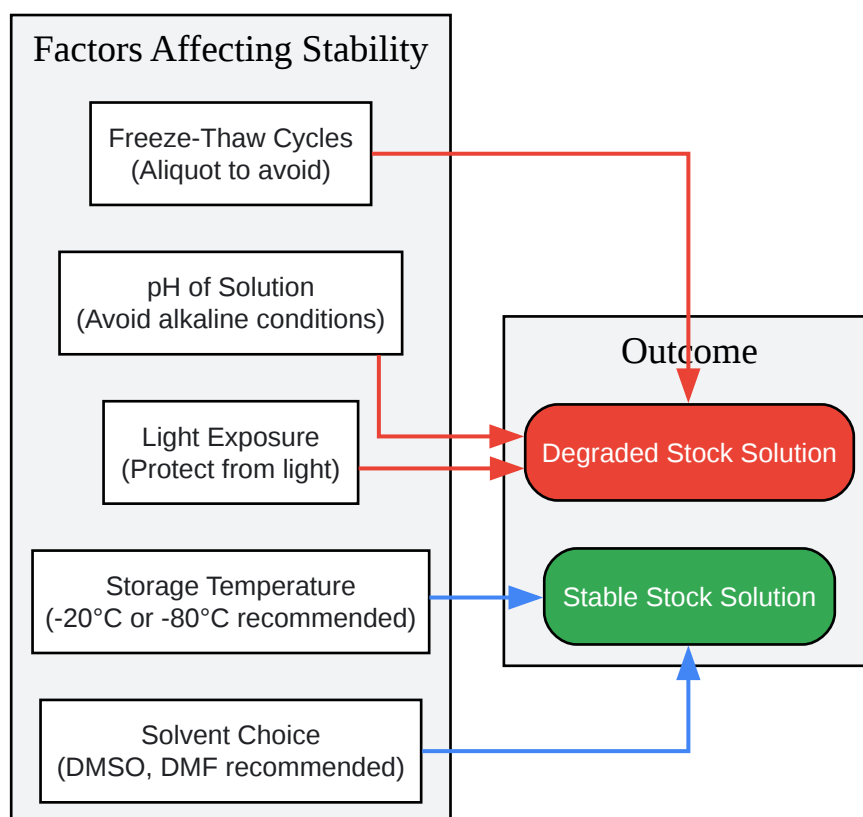 Factors Affecting Stability
Freeze-Thaw Cycles
(Aliquot to avoid)
pH of Solution
(Avoid alkaline conditions)
Light Exposure
(Protect from light)
Storage Temperature
(-20°C or -80°C recommended)
Solvent Choice
(DMSO, DMF recommended)
Outcome
Degraded Stock Solution
Stable Stock Solution